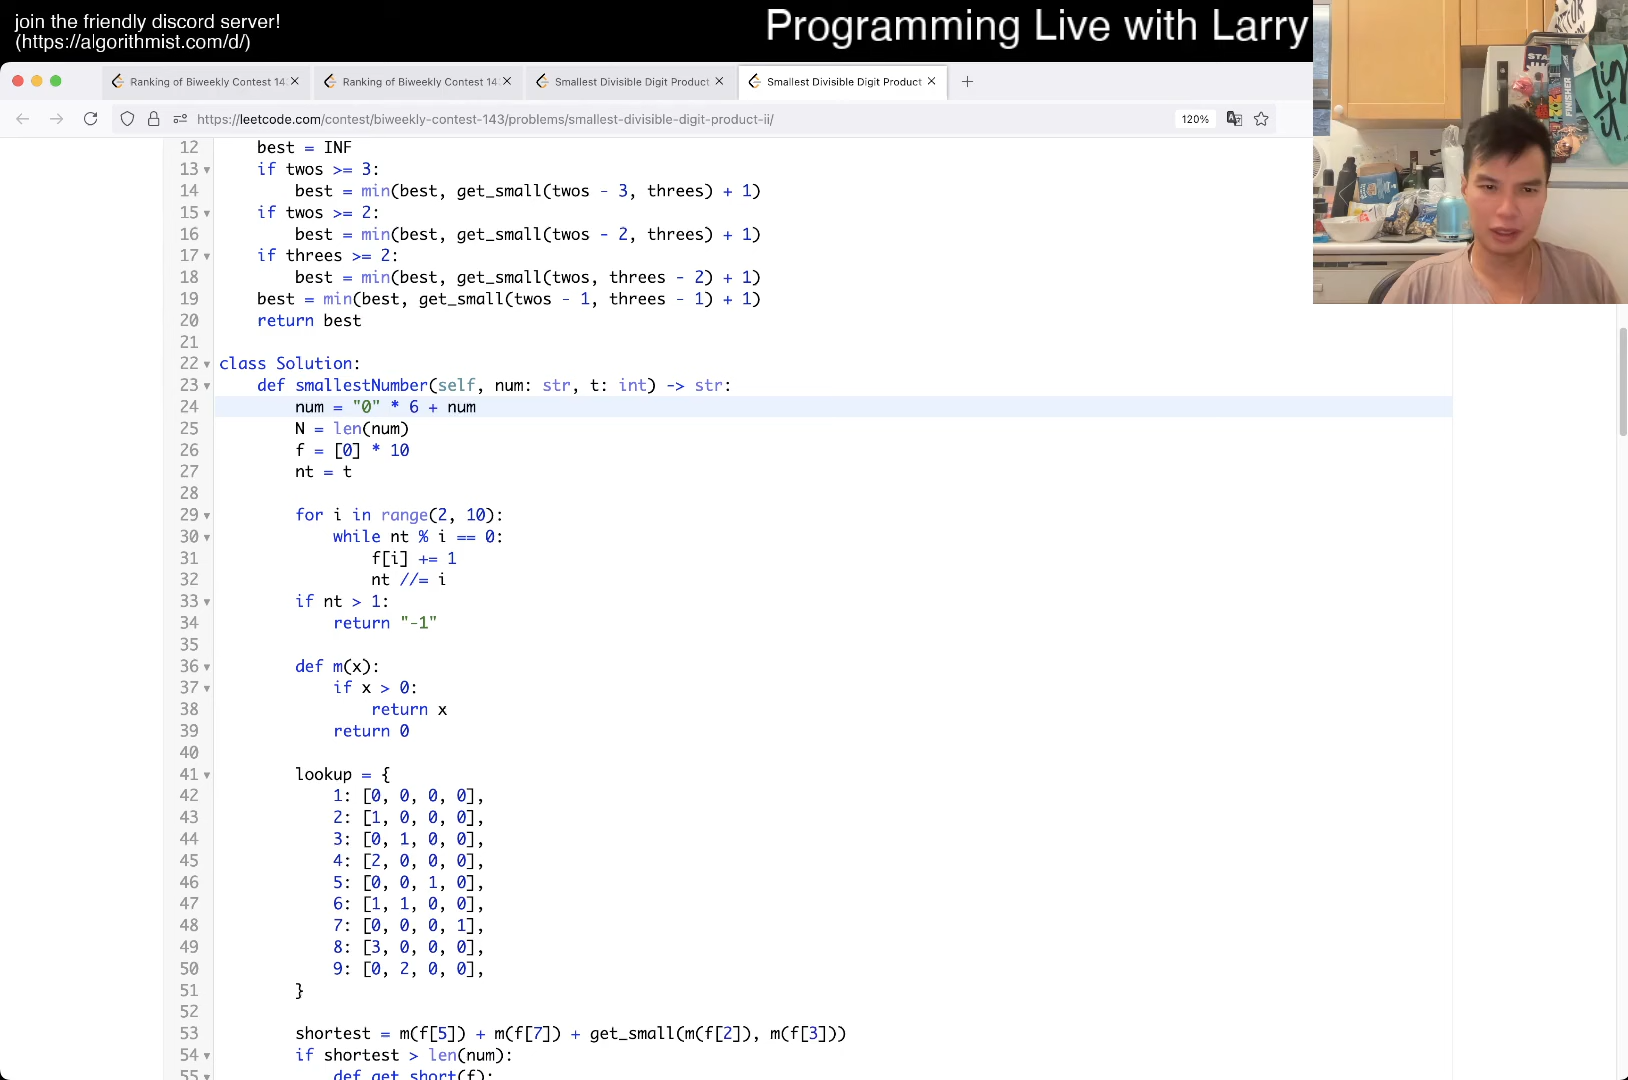 join the friendly discord server!
(https://algorithmist.com/d/)
Programming Live with Larry
Ranking of Biweekly Contest 14
Ranking of Biweekly Contest 14
Smallest Divisible Digit Product
Smallest Divisible Digit Product
https://leetcode.com/contest/biweekly-contest-143/problems/smallest-divisible-digit-product-ii/
120%
12 best = INF
13 if twos >= 3:
14 best = min(best, get_small(twos - 3, threes) + 1)
15 if twos >= 2:
16 best = min(best, get_small(twos - 2, threes) + 1)
17 if threes >= 2:
18 best = min(best, get_small(twos, threes - 2) + 1)
19 best = min(best, get_small(twos - 1, threes - 1) + 1)
20 return best
21
22 class Solution:
23 def smallestNumber(self, num: str, t: int) -> str:
24 num = "0" * 6 + num
25 N = len(num)
26 f = [0] * 10
27 nt = t
28
29 for i in range(2, 10):
30 while nt % i == 0:
31 f[i] += 1
32 nt //= i
33 if nt > 1:
34 return "-1"
35
36 def m(x):
37 if x > 0:
38 return x
39 return 0
40
41 lookup = {
42 1: [0, 0, 0, 0],
43 2: [1, 0, 0, 0],
44 3: [0, 1, 0, 0],
45 4: [2, 0, 0, 0],
46 5: [0, 0, 1, 0],
47 6: [1, 1, 0, 0],
48 7: [0, 0, 0, 1],
49 8: [3, 0, 0, 0],
50 9: [0, 2, 0, 0],
51 }
52
53 shortest = m(f[5]) + m(f[7]) + get_small(m(f[2]), m(f[3]))
54 if shortest > len(num):
55 def get_short(f):